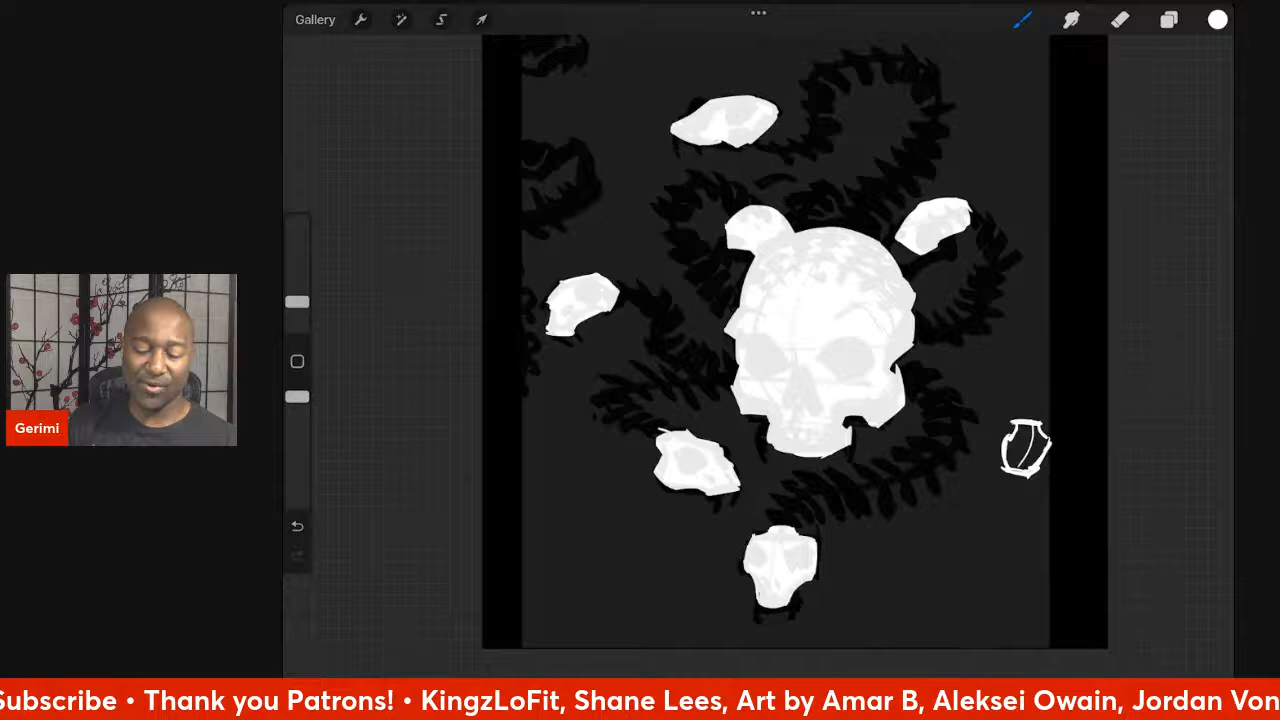 Gallery
Gerimi
Subscribe • Thank you Patrons! • KingzLoFit, Shane Lees, Art by Amar B, Aleksei Owain, Jordan Von